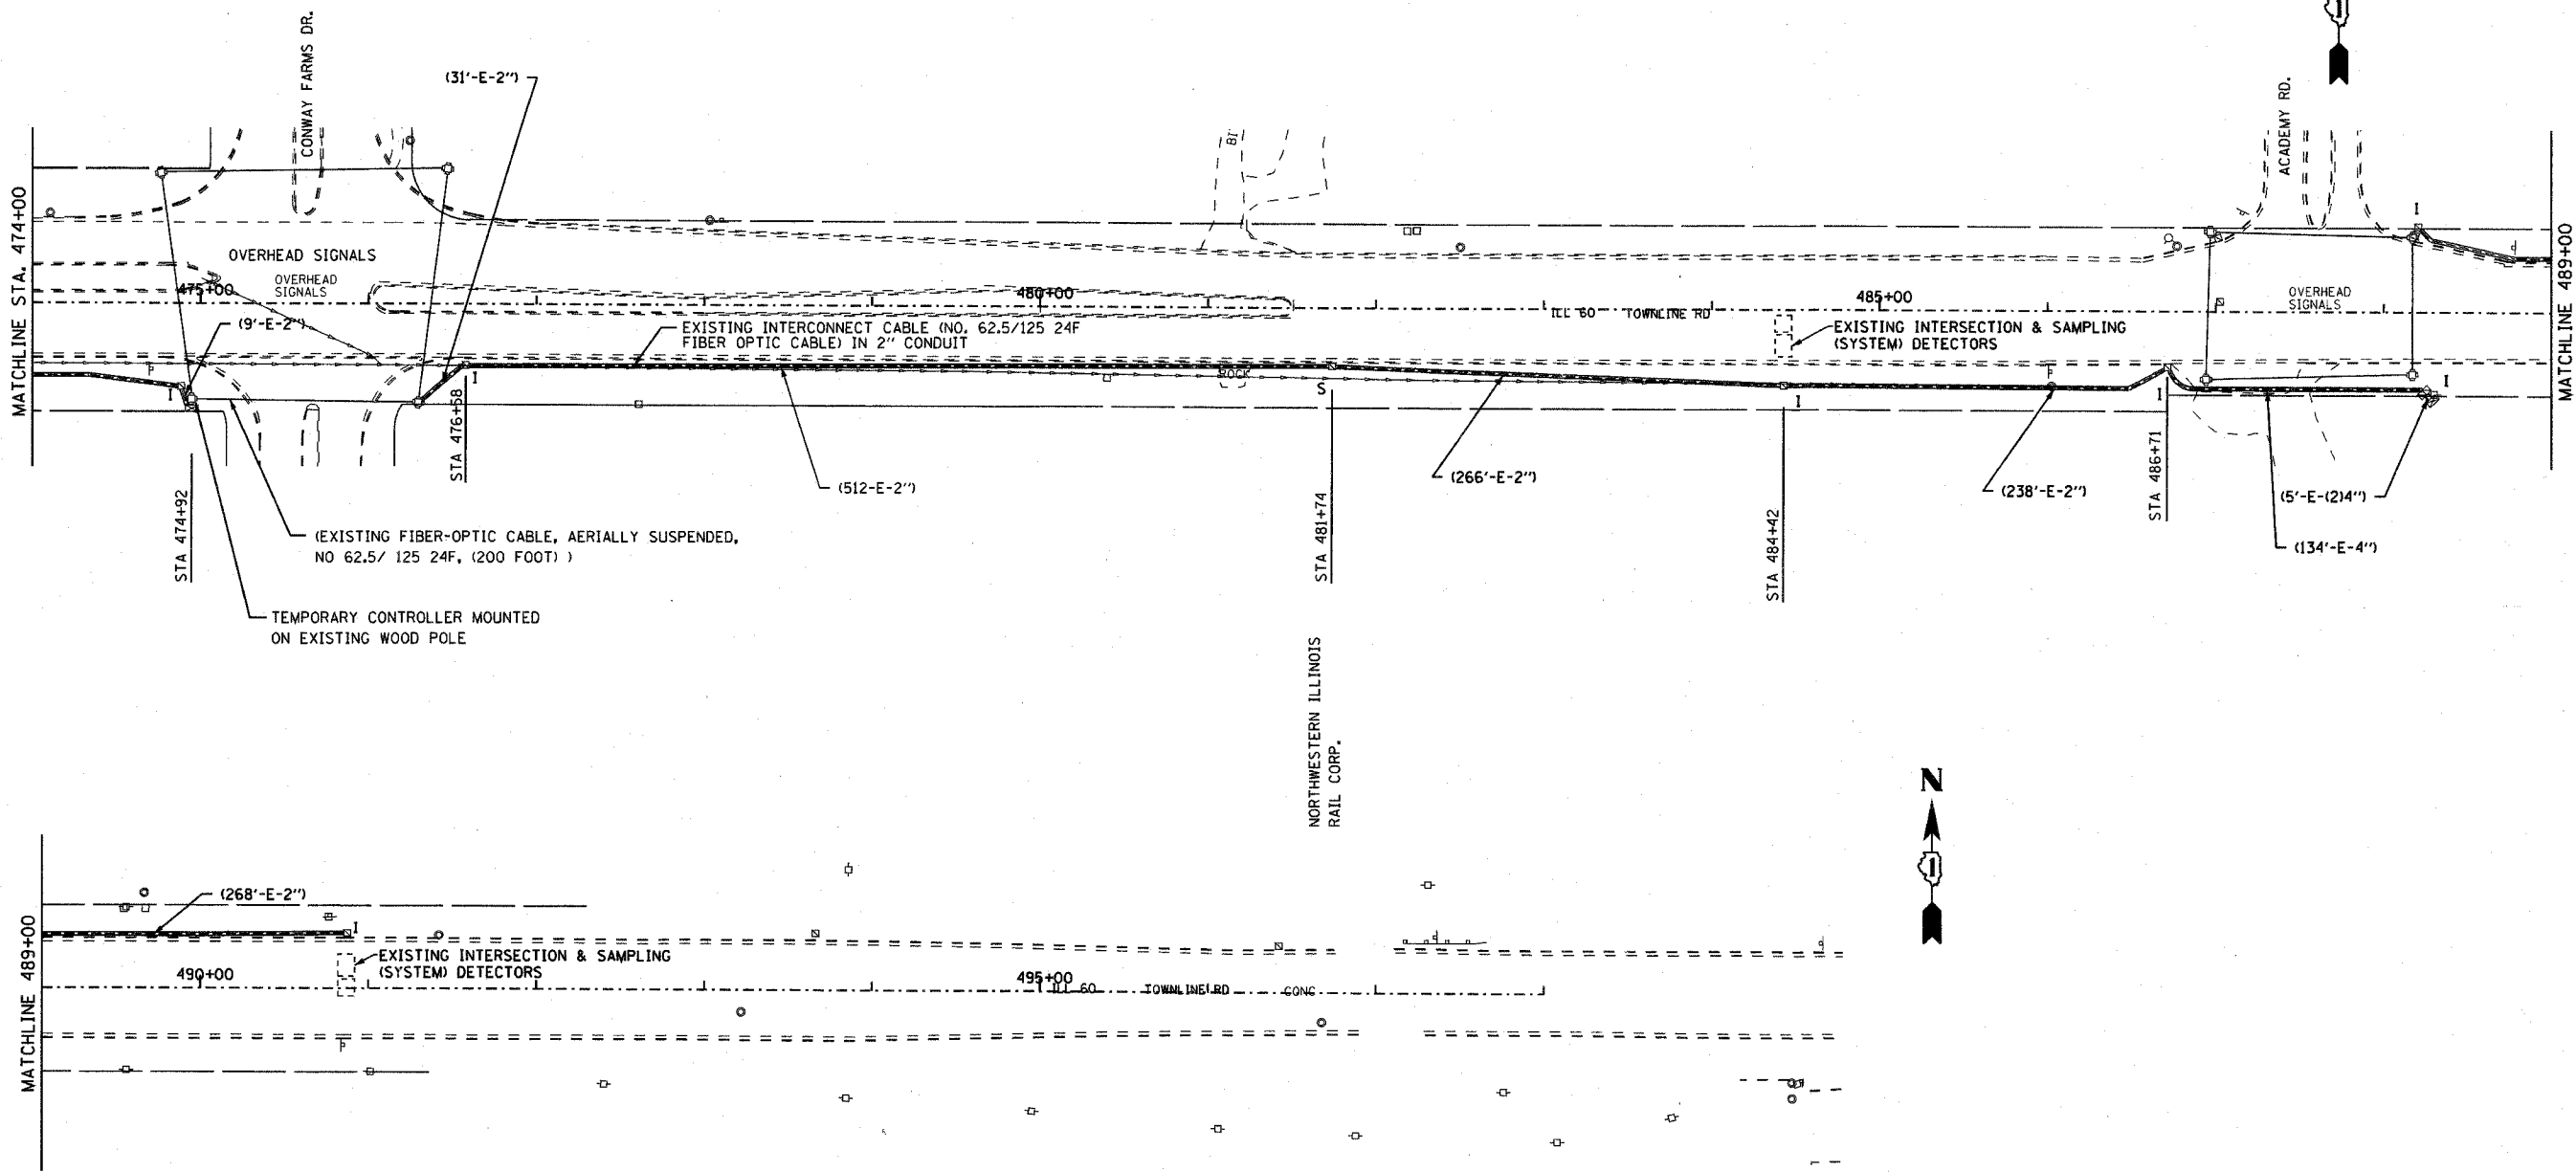 CONWAY FARMS DR.
(31'-E-2")
ACADEMY RD.
MATCHLINE STA. 474+00
MATCHLINE 489+00
OVERHEAD SIGNALS
OVERHEAD
SIGNALS
475+00
480+00
485+00
OVERHEAD
SIGNALS
(9'-E-2")
EXISTING INTERCONNECT CABLE (NO. 62.5/125 24F
FIBER OPTIC CABLE) IN 2" CONDUIT
ILL 60 TOWNLINE RD
EXISTING INTERSECTION & SAMPLING
(SYSTEM) DETECTORS
ROCK
I
I
S
I
I
I
I
STA 474+92
STA 476+58
(512-E-2")
STA 481+74
(266'-E-2")
STA 484+42
(238'-E-2")
STA 486+71
(5'-E-(2)4")
(134'-E-4")
(EXISTING FIBER-OPTIC CABLE, AERIALLY SUSPENDED,
NO 62.5/ 125 24F, (200 FOOT) )
TEMPORARY CONTROLLER MOUNTED
ON EXISTING WOOD POLE
NORTHWESTERN ILLINOIS
RAIL CORP.
N
MATCHLINE 489+00
(268'-E-2")
I
EXISTING INTERSECTION & SAMPLING
(SYSTEM) DETECTORS
490+00
495+00
ILL 60 TOWNLINE RD CONC